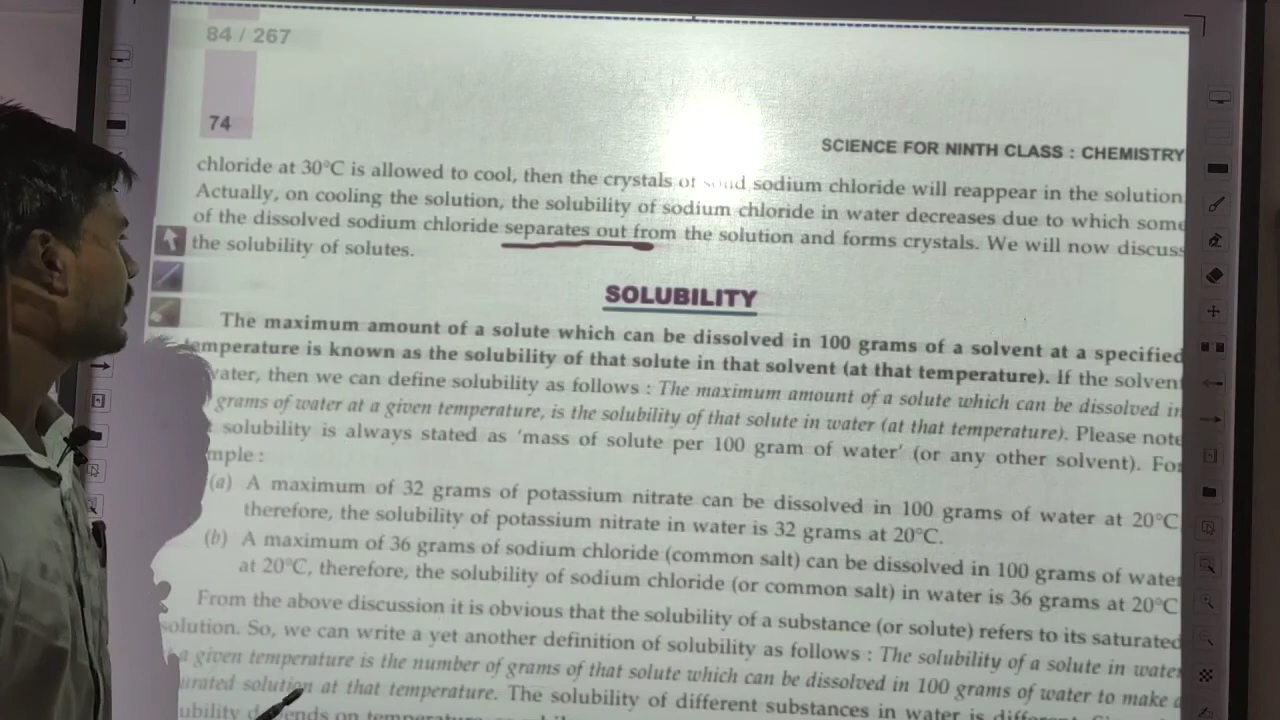 84 / 267
74
SCIENCE FOR NINTH CLASS : CHEMISTRY
chloride at 30°C is allowed to cool, then the crystals of sodium chloride will reappear in the solution
Actually, on cooling the solution, the solubility of sodium chloride in water decreases due to which some
of the dissolved sodium chloride separates out from the solution and forms crystals. We will now discuss
the solubility of solutes.
SOLUBILITY
The maximum amount of a solute which can be dissolved in 100 grams of a solvent at a specified
temperature is known as the solubility of that solute in that solvent (at that temperature). If the solvent
water, then we can define solubility as follows : The maximum amount of a solute which can be dissolved in
grams of water at a given temperature, is the solubility of that solute in water (at that temperature). Please note
solubility is always stated as ‘mass of solute per 100 gram of water’ (or any other solvent). For
mple :
(a) A maximum of 32 grams of potassium nitrate can be dissolved in 100 grams of water at 20°C
therefore, the solubility of potassium nitrate in water is 32 grams at 20°C.
(b) A maximum of 36 grams of sodium chloride (common salt) can be dissolved in 100 grams of water
at 20°C, therefore, the solubility of sodium chloride (or common salt) in water is 36 grams at 20°C
From the above discussion it is obvious that the solubility of a substance (or solute) refers to its saturated
solution. So, we can write a yet another definition of solubility as follows : The solubility of a solute in water
a given temperature is the number of grams of that solute which can be dissolved in 100 grams of water to make a
urated solution at that temperature. The solubility of different substances in water is